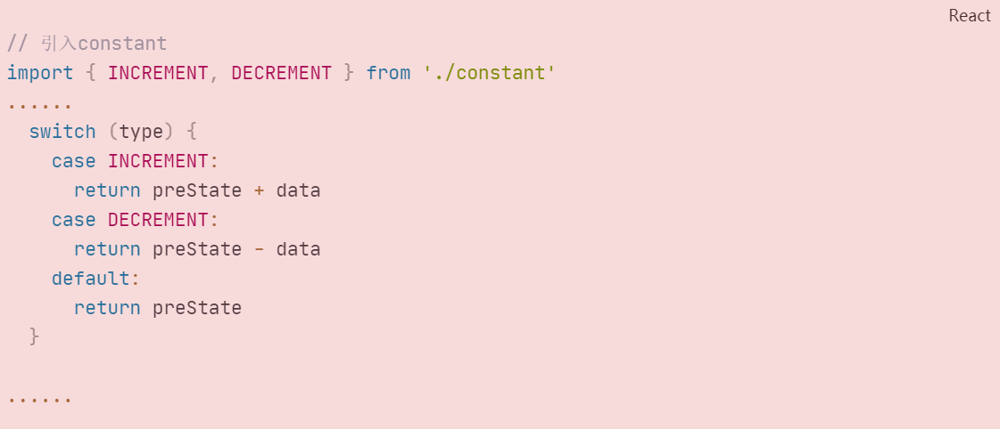 React
// 引入constant
import { INCREMENT, DECREMENT } from './constant'
......
  switch (type) {
    case INCREMENT:
      return preState + data
    case DECREMENT:
      return preState - data
    default:
      return preState
  }
......